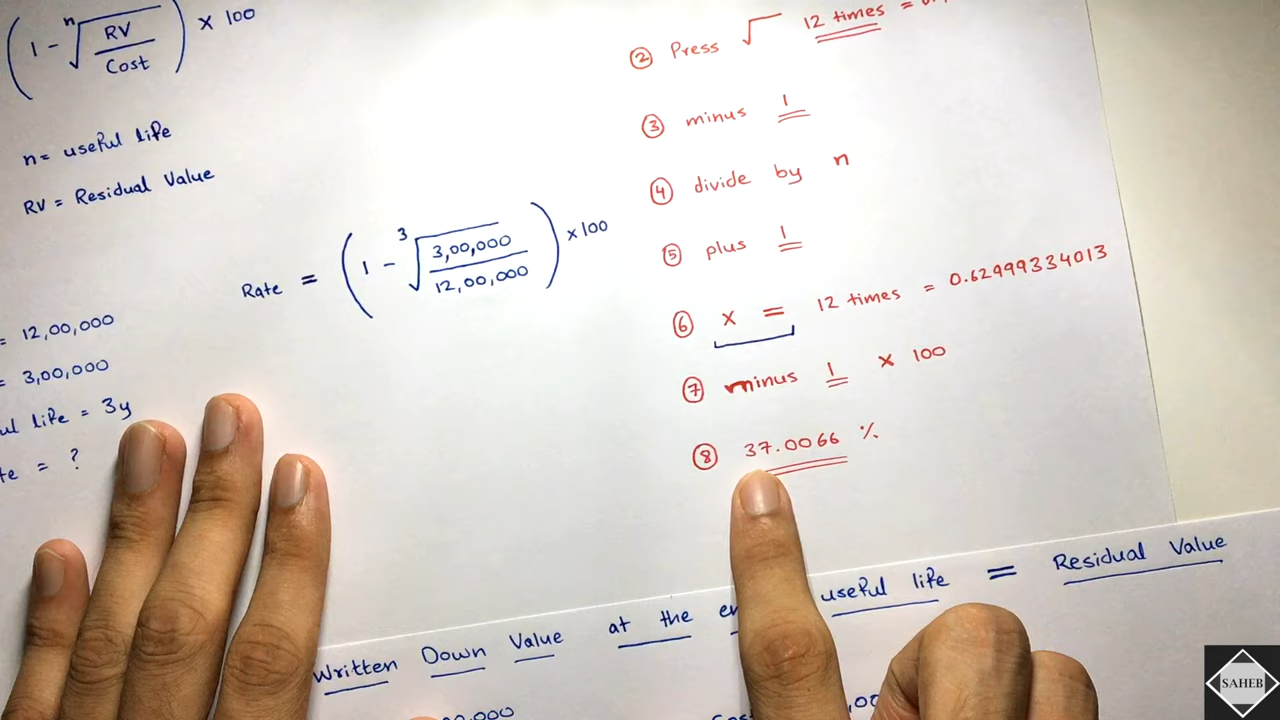 (1 - n√RV/Cost) × 100
n = useful life
RV = Residual Value
Rate = (1 - 3√3,00,000/12,00,000) × 100
= 12,00,000
= 3,00,000
life = 3y
= ?
② Press √ 12 times =
③ minus 1
④ divide by n
⑤ plus 1
⑥ x = 12 times = 0.62999334013
⑦ minus 1 × 100
⑧ 37.0066 %
Written Down Value at the useful life = Residual Value
SAHEB